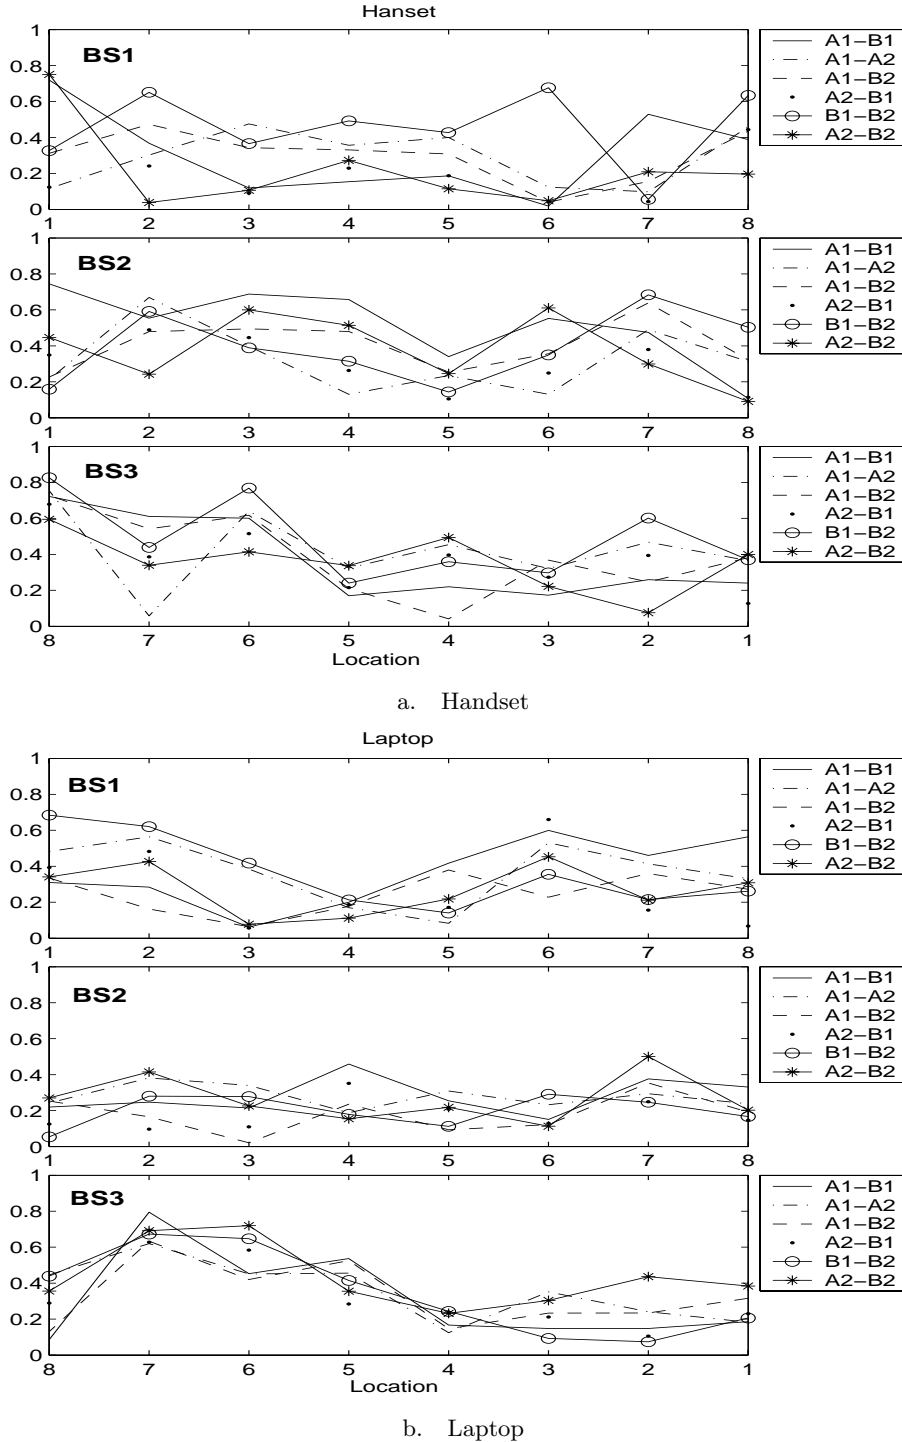 Hanset
BS1
1
0.8
0.6
0.4
0.2
0
1 2 3 4 5 6 7 8
A1−B1
A1−A2
A1−B2
A2−B1
B1−B2
A2−B2
BS2
1
0.8
0.6
0.4
0.2
0
1 2 3 4 5 6 7 8
A1−B1
A1−A2
A1−B2
A2−B1
B1−B2
A2−B2
BS3
1
0.8
0.6
0.4
0.2
0
8 7 6 5 4 3 2 1
A1−B1
A1−A2
A1−B2
A2−B1
B1−B2
A2−B2
Location
a. Handset
Laptop
BS1
1
0.8
0.6
0.4
0.2
0
1 2 3 4 5 6 7 8
A1−B1
A1−A2
A1−B2
A2−B1
B1−B2
A2−B2
BS2
1
0.8
0.6
0.4
0.2
0
1 2 3 4 5 6 7 8
A1−B1
A1−A2
A1−B2
A2−B1
B1−B2
A2−B2
BS3
1
0.8
0.6
0.4
0.2
0
8 7 6 5 4 3 2 1
A1−B1
A1−A2
A1−B2
A2−B1
B1−B2
A2−B2
Location
b. Laptop